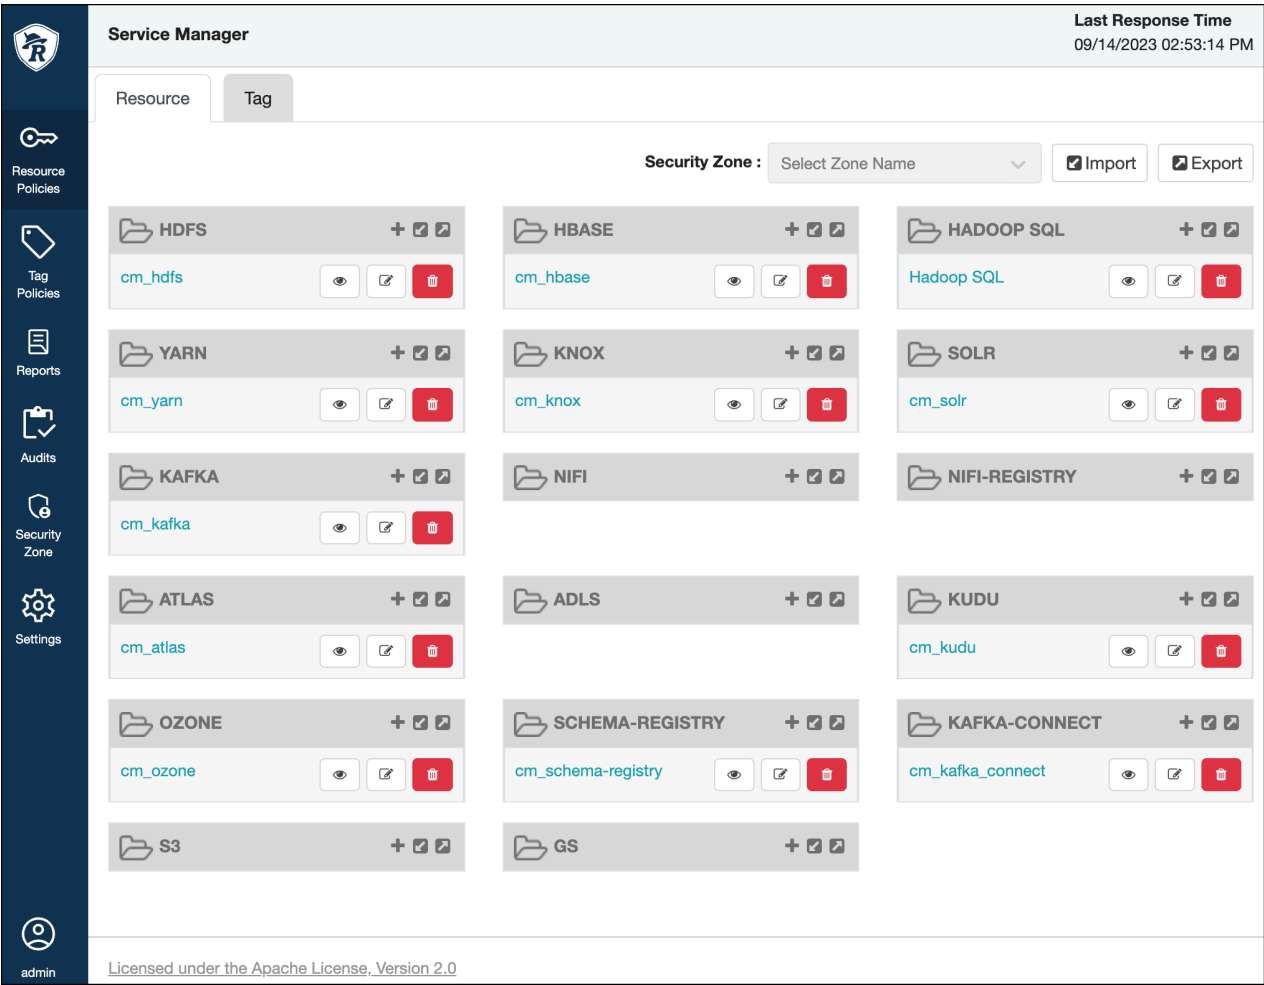 Service Manager
Last Response Time
09/14/2023 02:53:14 PM
R
Resource
Policies
Tag
Policies
Reports
Audits
Security
Zone
Settings
admin
Resource
Tag
Security Zone :
Select Zone Name
Import
Export
HDFS
HBASE
HADOOP SQL
cm_hdfs
cm_hbase
Hadoop SQL
YARN
KNOX
SOLR
cm_yarn
cm_knox
cm_solr
KAFKA
NIFI
NIFI-REGISTRY
cm_kafka
ATLAS
ADLS
KUDU
cm_atlas
cm_kudu
OZONE
SCHEMA-REGISTRY
KAFKA-CONNECT
cm_ozone
cm_schema-registry
cm_kafka_connect
S3
GS
Licensed under the Apache License, Version 2.0